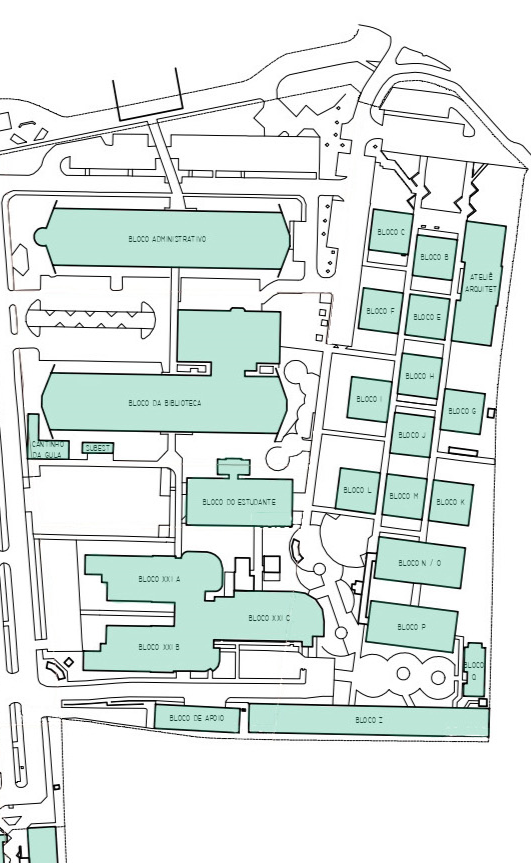 BLOCO C
BLOCO ADMINISTRATIVO
BLOCO B
ATELIÊ
ARQUITET
BLOCO F
BLOCO E
BLOCO H
BLOCO I
BLOCO DA BIBLIOTECA
BLOCO G
BLOCO J
CANTINHO
DA GULA
SUBEST
BLOCO L
BLOCO M
BLOCO DO ESTUDANTE
BLOCO K
BLOCO N / O
BLOCO XXI A
BLOCO XXI C
BLOCO P
BLOCO XXI B
BLOCO
Q
BLOCO DE APOIO
BLOCO Z